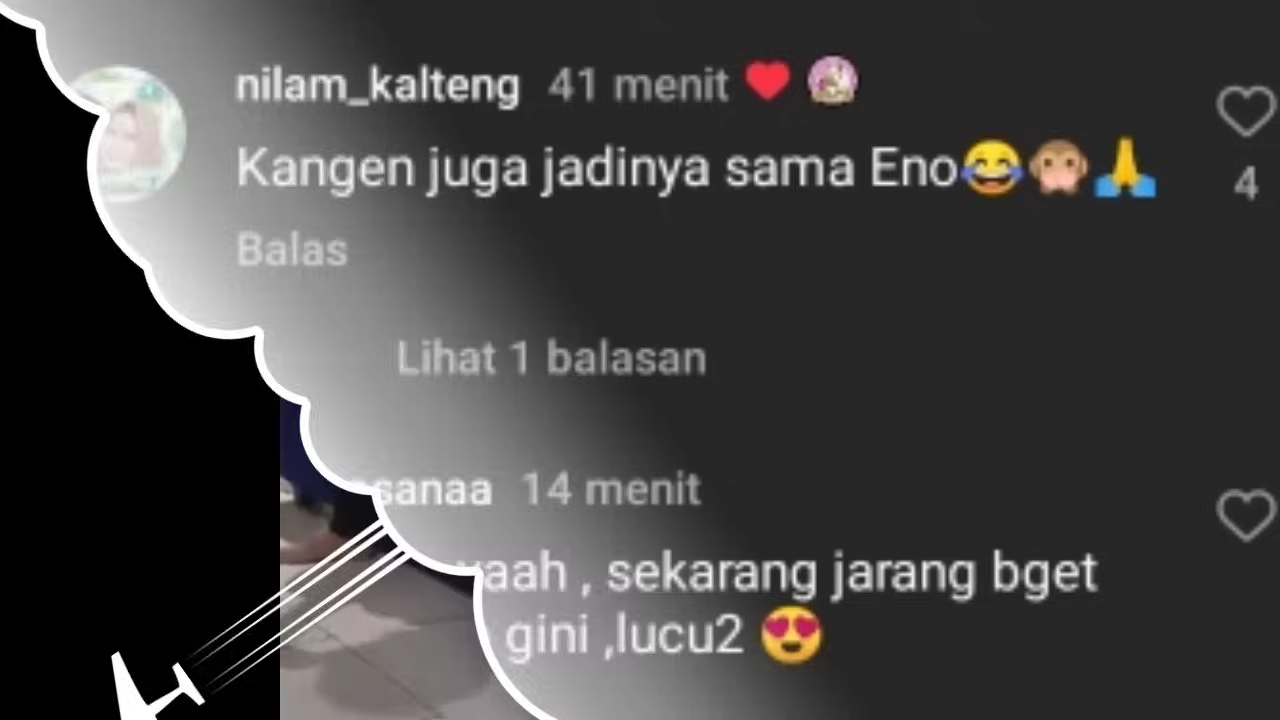 nilam_kalteng 41 menit
Kangen juga jadinya sama Eno😂🙊🙏
4
Balas
Lihat 1 balasan
sanaa 14 menit
aah , sekarang jarang bget
gini ,lucu2 😍